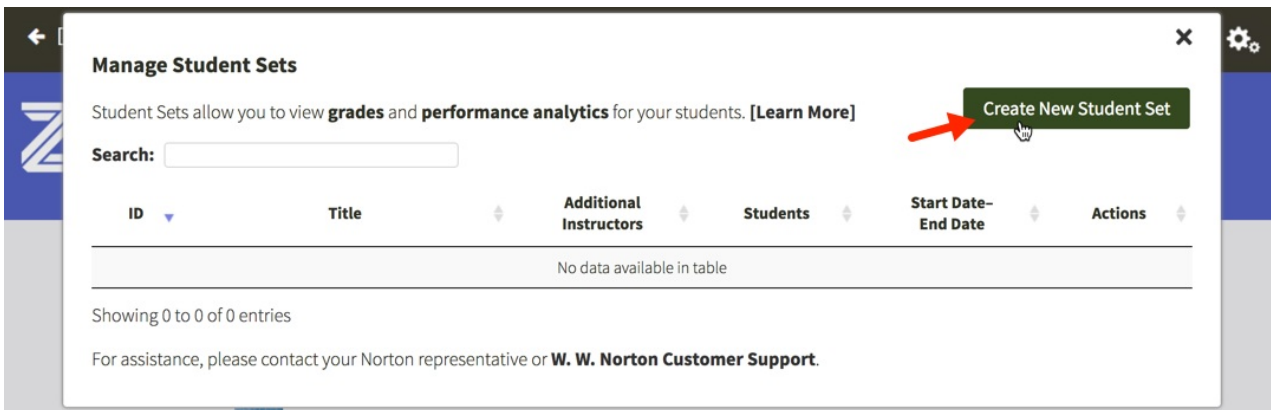 Manage Student Sets
Student Sets allow you to view grades and performance analytics for your students. [Learn More]
Create New Student Set
Search:
ID
Title
Additional
Instructors
Students
Start Date–
End Date
Actions
No data available in table
Showing 0 to 0 of 0 entries
For assistance, please contact your Norton representative or W. W. Norton Customer Support.